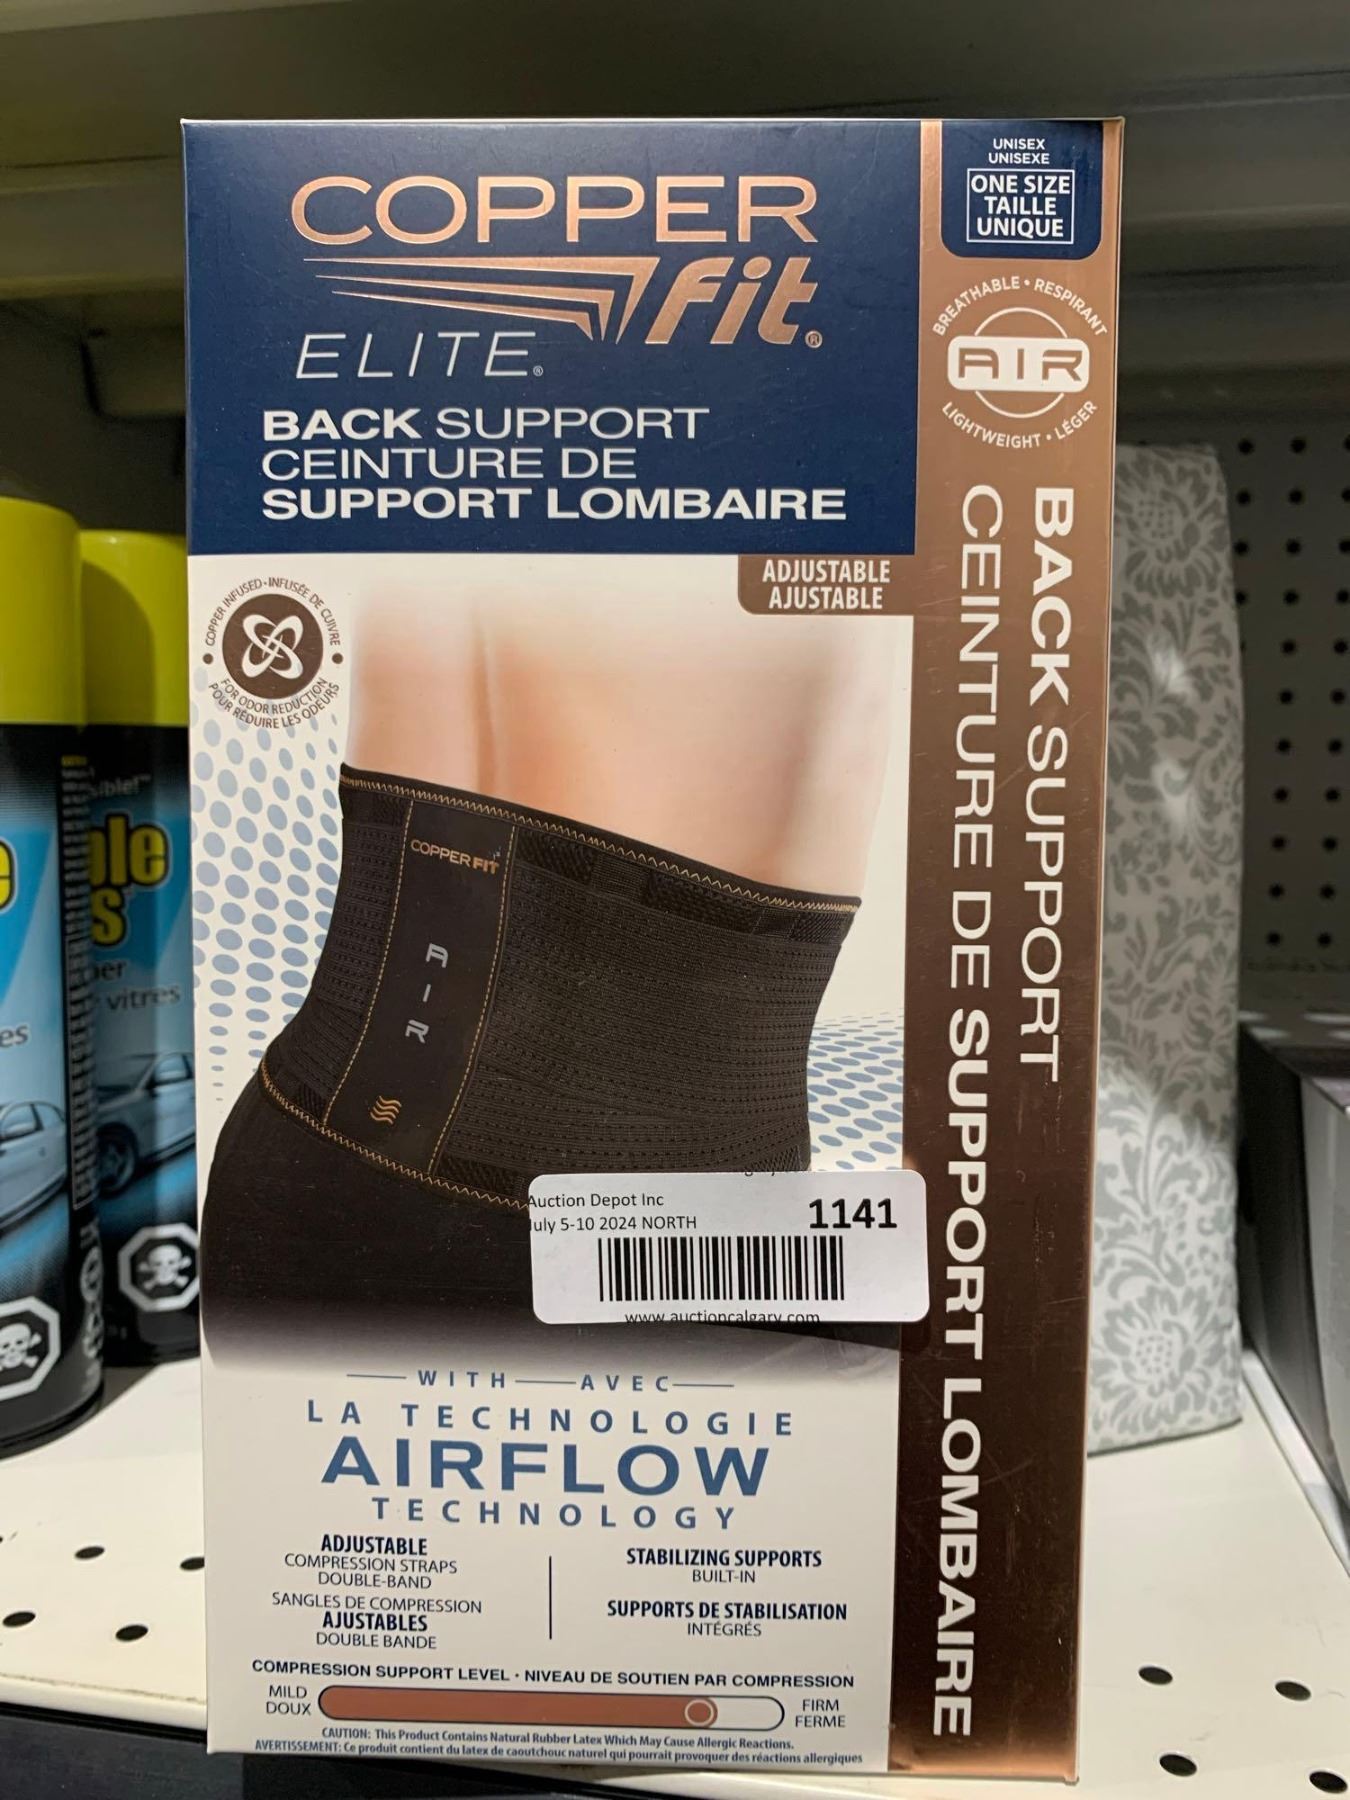 COPPER
fit®
ELITE®
BACK SUPPORT
CEINTURE DE
SUPPORT LOMBAIRE
UNISEX
UNISEXE
ONE SIZE
TAILLE
UNIQUE
BREATHABLE • RESPIRANT
AIR
LIGHTWEIGHT • LÉGER
BACK SUPPORT
CEINTURE DE SUPPORT LOMBAIRE
ADJUSTABLE
AJUSTABLE
COPPER INFUSED • INFUSÉE DE CUIVRE
FOR ODOR REDUCTION
POUR RÉDUIRE LES ODEURS
COPPER FIT
AIR
Auction Depot Inc
uly 5-10 2024 NORTH
1141
www.auctioncalgary.com
WITH AVEC
LA TECHNOLOGIE
AIRFLOW
TECHNOLOGY
ADJUSTABLE
COMPRESSION STRAPS
DOUBLE-BAND
SANGLES DE COMPRESSION
AJUSTABLES
DOUBLE BANDE
STABILIZING SUPPORTS
BUILT-IN
SUPPORTS DE STABILISATION
INTÉGRÉS
COMPRESSION SUPPORT LEVEL • NIVEAU DE SOUTIEN PAR COMPRESSION
MILD
DOUX
FIRM
FERME
CAUTION: This Product Contains Natural Rubber Latex Which May Cause Allergic Reactions.
AVERTISSEMENT: Ce produit contient du latex de caoutchouc naturel qui pourrait provoquer des réactions allergiques
vitres